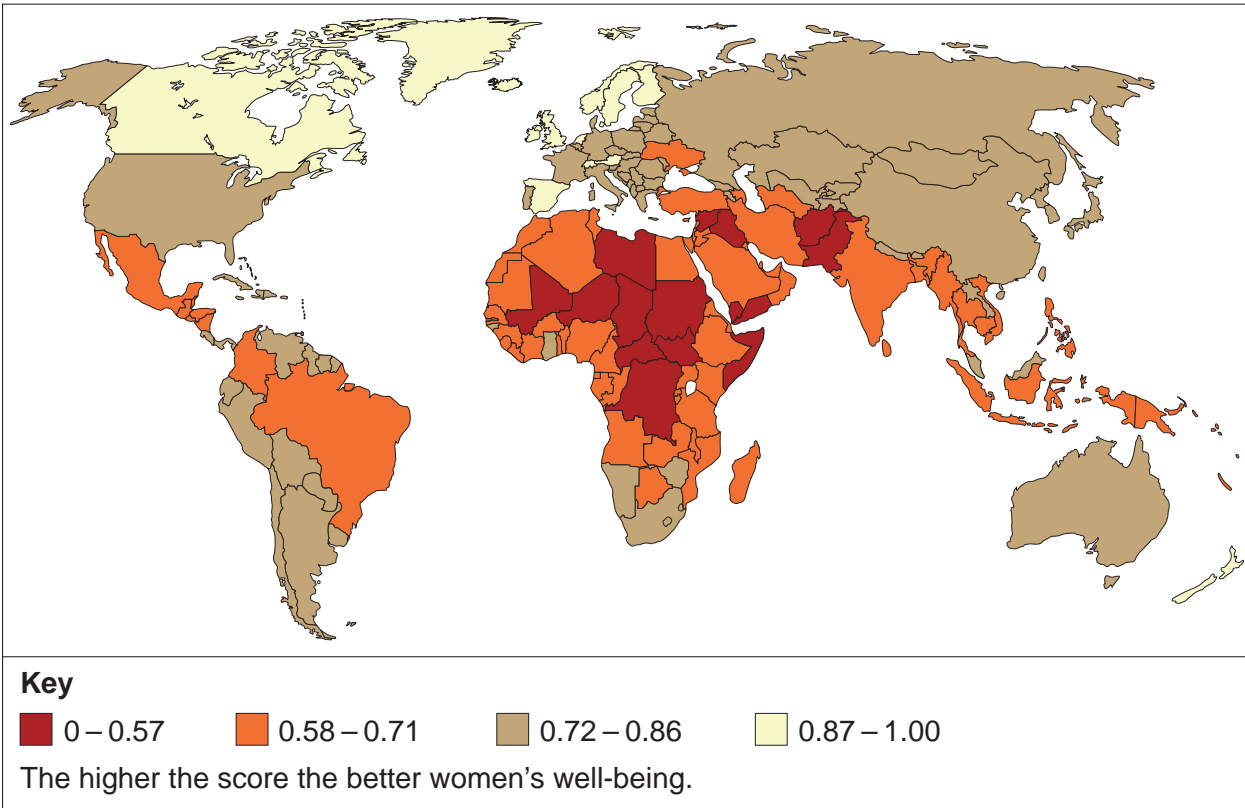 Key
0 – 0.57 0.58 – 0.71 0.72 – 0.86 0.87 – 1.00
The higher the score the better women’s well-being.